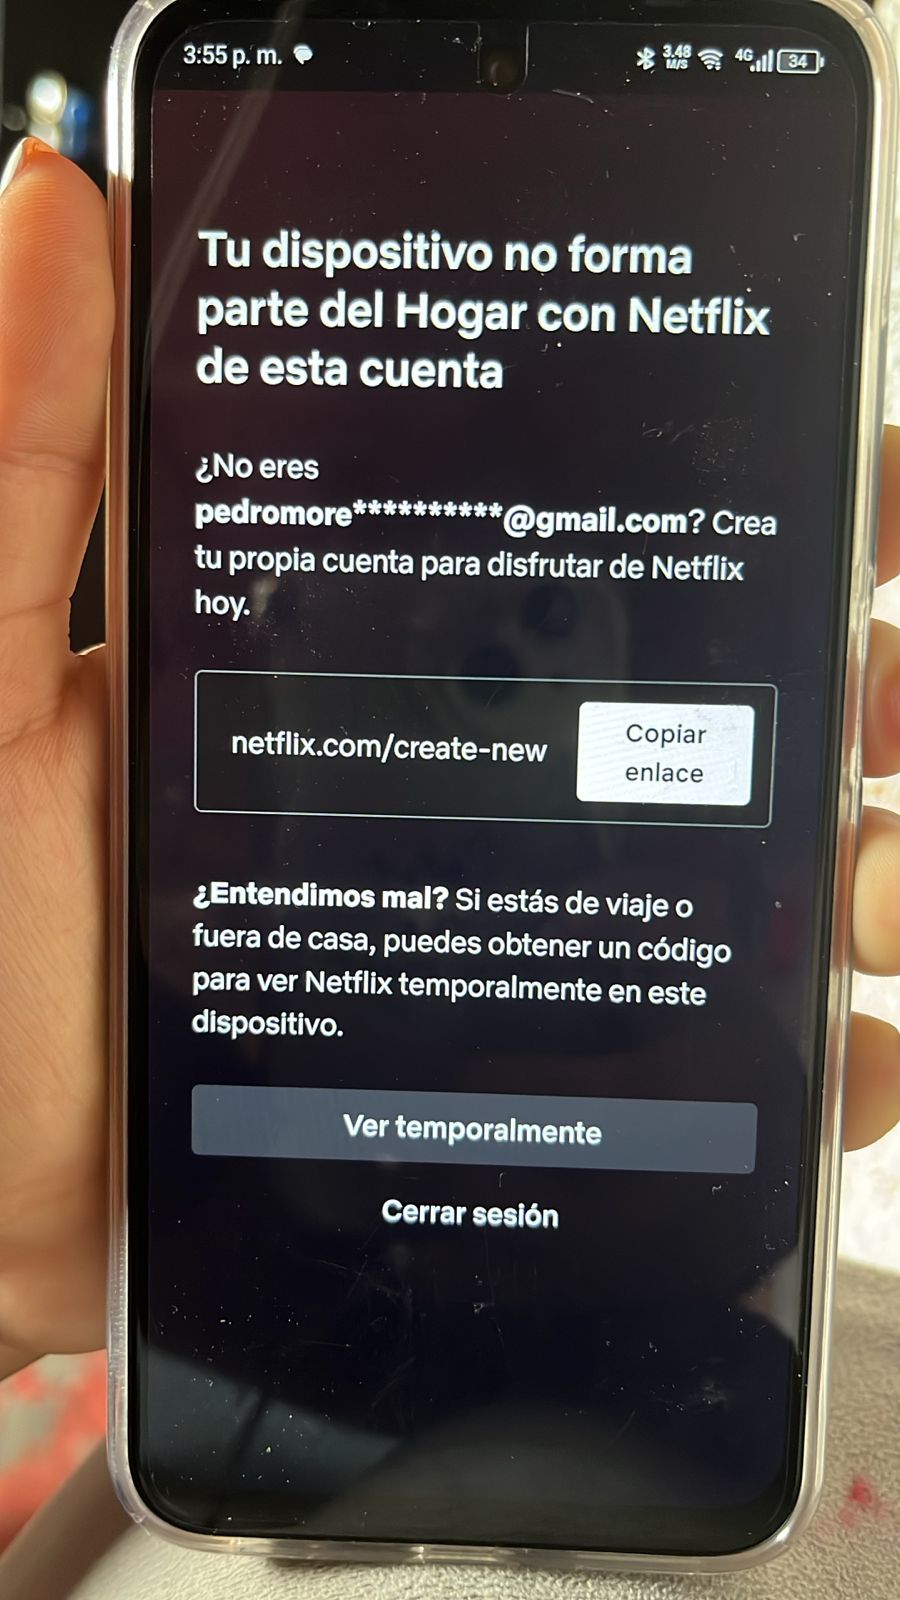 3:55 p. m.
3.48 M/S 4G 34
Tu dispositivo no forma
parte del Hogar con Netflix
de esta cuenta
¿No eres
pedromore**********@gmail.com? Crea
tu propia cuenta para disfrutar de Netflix
hoy.
netflix.com/create-new
Copiar
enlace
¿Entendimos mal? Si estás de viaje o
fuera de casa, puedes obtener un código
para ver Netflix temporalmente en este
dispositivo.
Ver temporalmente
Cerrar sesión